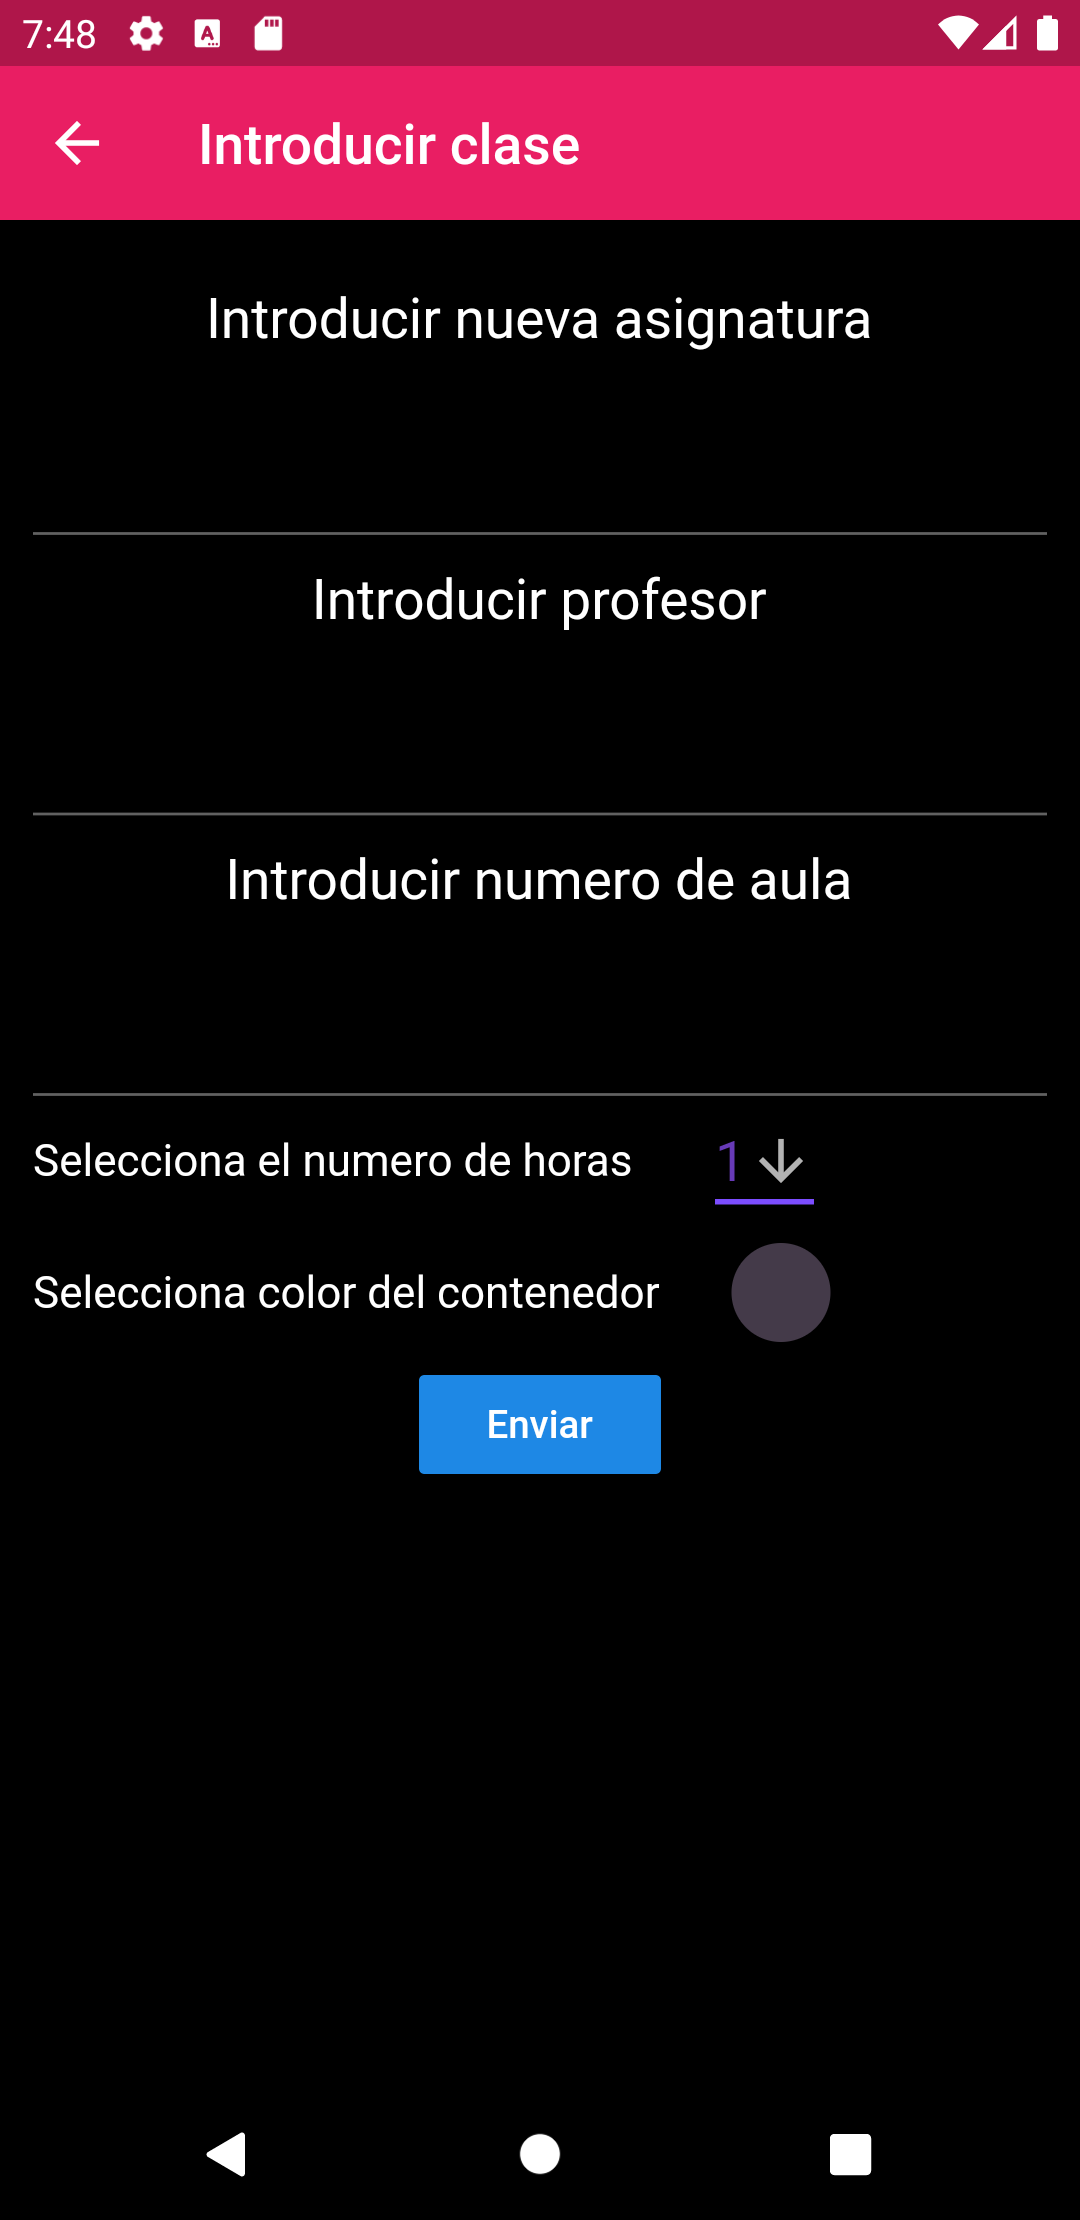 7:48
Introducir clase
Introducir nueva asignatura
Introducir profesor
Introducir numero de aula
Selecciona el numero de horas 1
Selecciona color del contenedor
Enviar